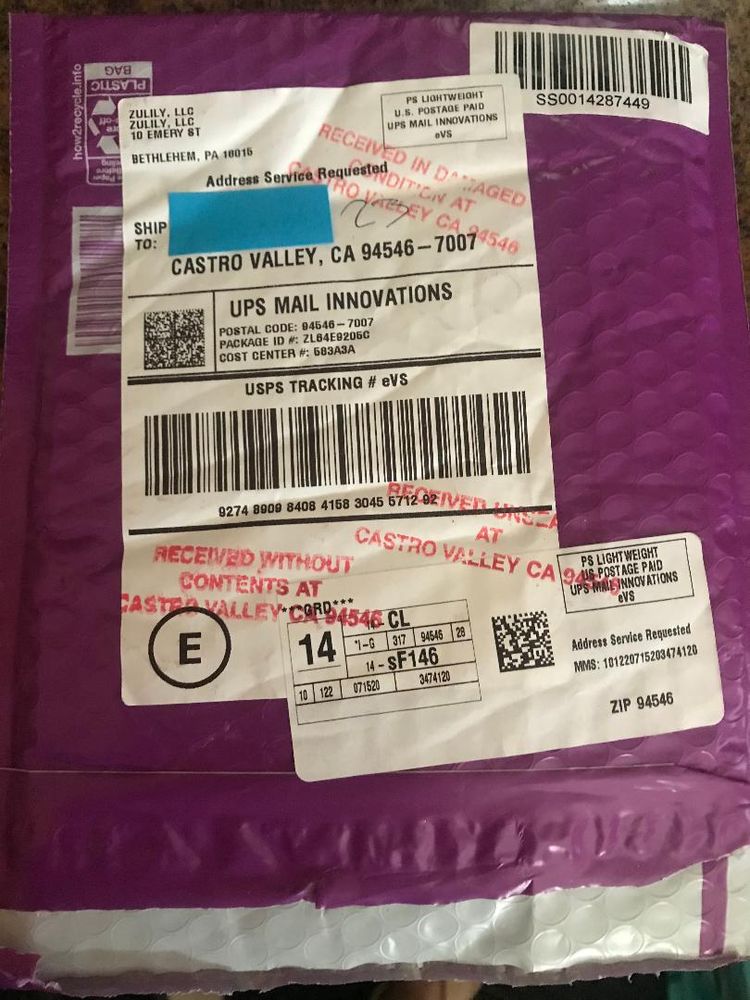 how2recycle.info
PLASTIC
BAG
SS0014287449
ZULILY, LLC
ZULILY, LLC
10 EMERY ST
BETHLEHEM, PA 18015
PS LIGHTWEIGHT
U.S. POSTAGE PAID
UPS MAIL INNOVATIONS
eVS
Address Service Requested
RECEIVED IN DAMAGED
CONDITION AT
CASTRO VALLEY CA 94546
SHIP
TO:
CASTRO VALLEY, CA 94546-7007
UPS MAIL INNOVATIONS
POSTAL CODE: 94546-7007
PACKAGE ID #: ZL64E9205C
COST CENTER #: 583A3A
USPS TRACKING # eVS
9274 8909 8408 4158 3045 5712 92
RECEIVED
AT
CASTRO VALLEY CA
RECEIVED WITHOUT
CONTENTS AT
CASTRO VALLEY CA 94546
E
**CRD***
14
CL
*1-G 317 94546 28
14 - SF146
10 122 071520 3474120
PS LIGHTWEIGHT
US POSTAGE PAID
UPS MAIL INNOVATIONS
eVS
Address Service Requested
MMS: 101220715203474120
ZIP 94546